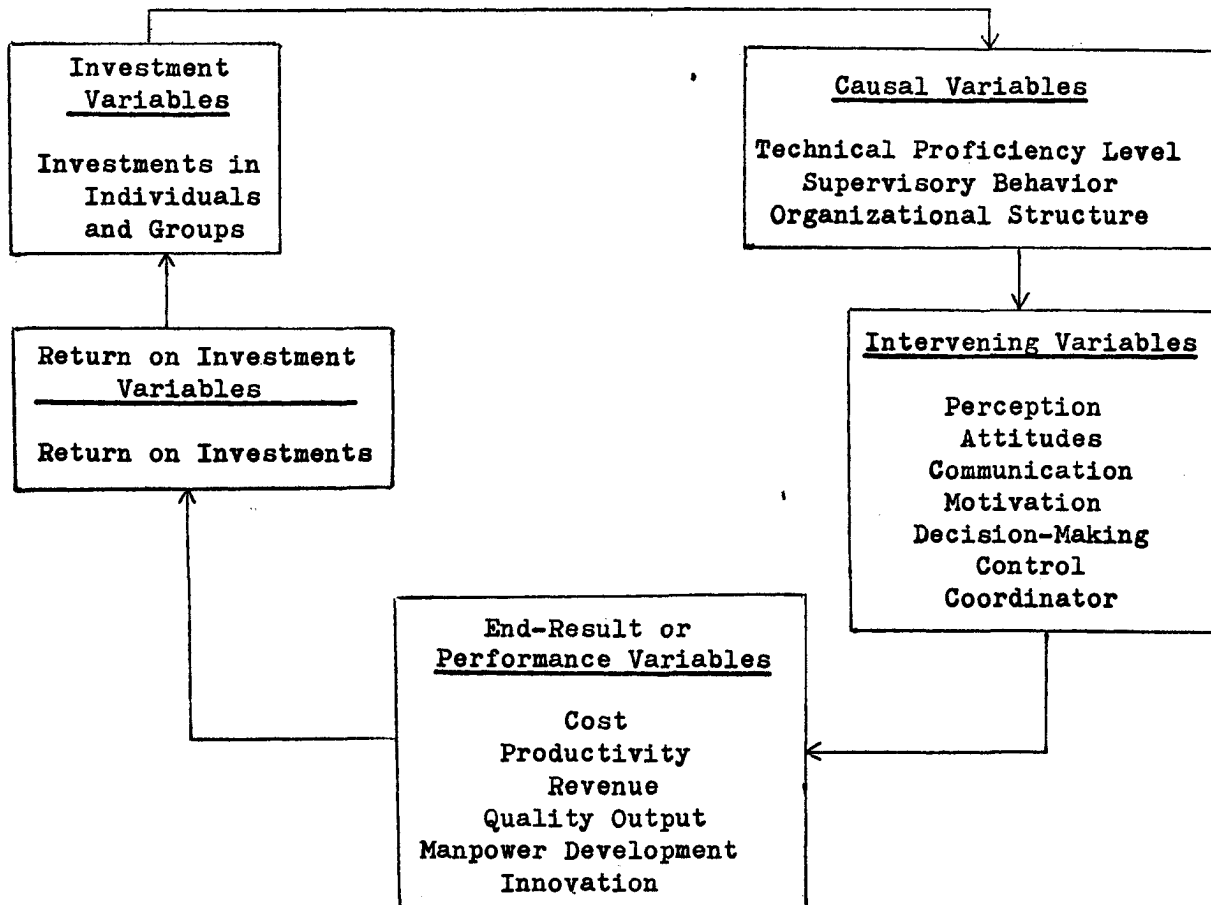 Investment
Variables
Investments in
Individuals
and Groups
Causal Variables
Technical Proficiency Level
Supervisory Behavior
Organizational Structure
Return on Investment
Variables
Return on Investments
Intervening Variables
Perception
Attitudes
Communication
Motivation
Decision-Making
Control
Coordinator
End-Result or
Performance Variables
Cost
Productivity
Revenue
Quality Output
Manpower Development
Innovation